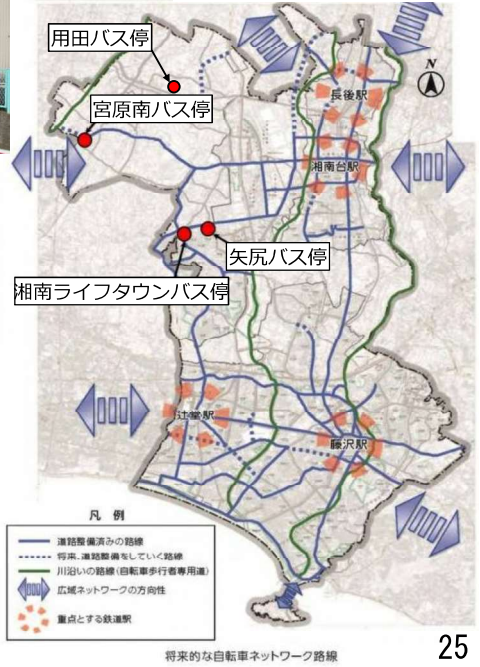 用田バス停
宮原南バス停
N
長後駅
湘南台駅
矢尻バス停
湘南ライフタウンバス停
辻堂駅
藤沢駅
凡 例
道路整備済みの路線
将来、道路整備をしていく路線
川沿いの路線(自転車歩行者専用道)
広域ネットワークの方向性
重点とする鉄道駅
将来的な自転車ネットワーク路線
25